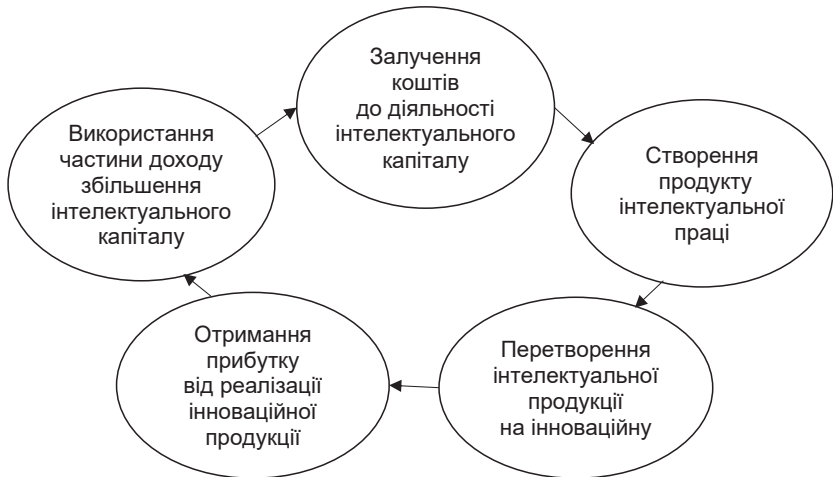 Залучення
коштів
до діяльності
інтелектуального
капіталу
Створення
продукту
інтелектуальної
праці
Перетворення
інтелектуальної
продукції
на інноваційну
Отримання
прибутку
від реалізації
інноваційної
продукції
Використання
частини доходу
збільшення
інтелектуального
капіталу